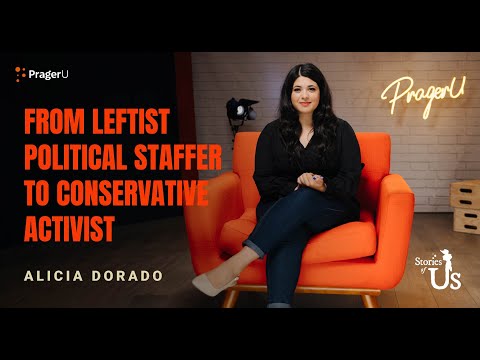 PragerU
FROM LEFTIST
POLITICAL STAFFER
TO CONSERVATIVE
ACTIVIST
ALICIA DORADO
PragerU
Stories
of
Us